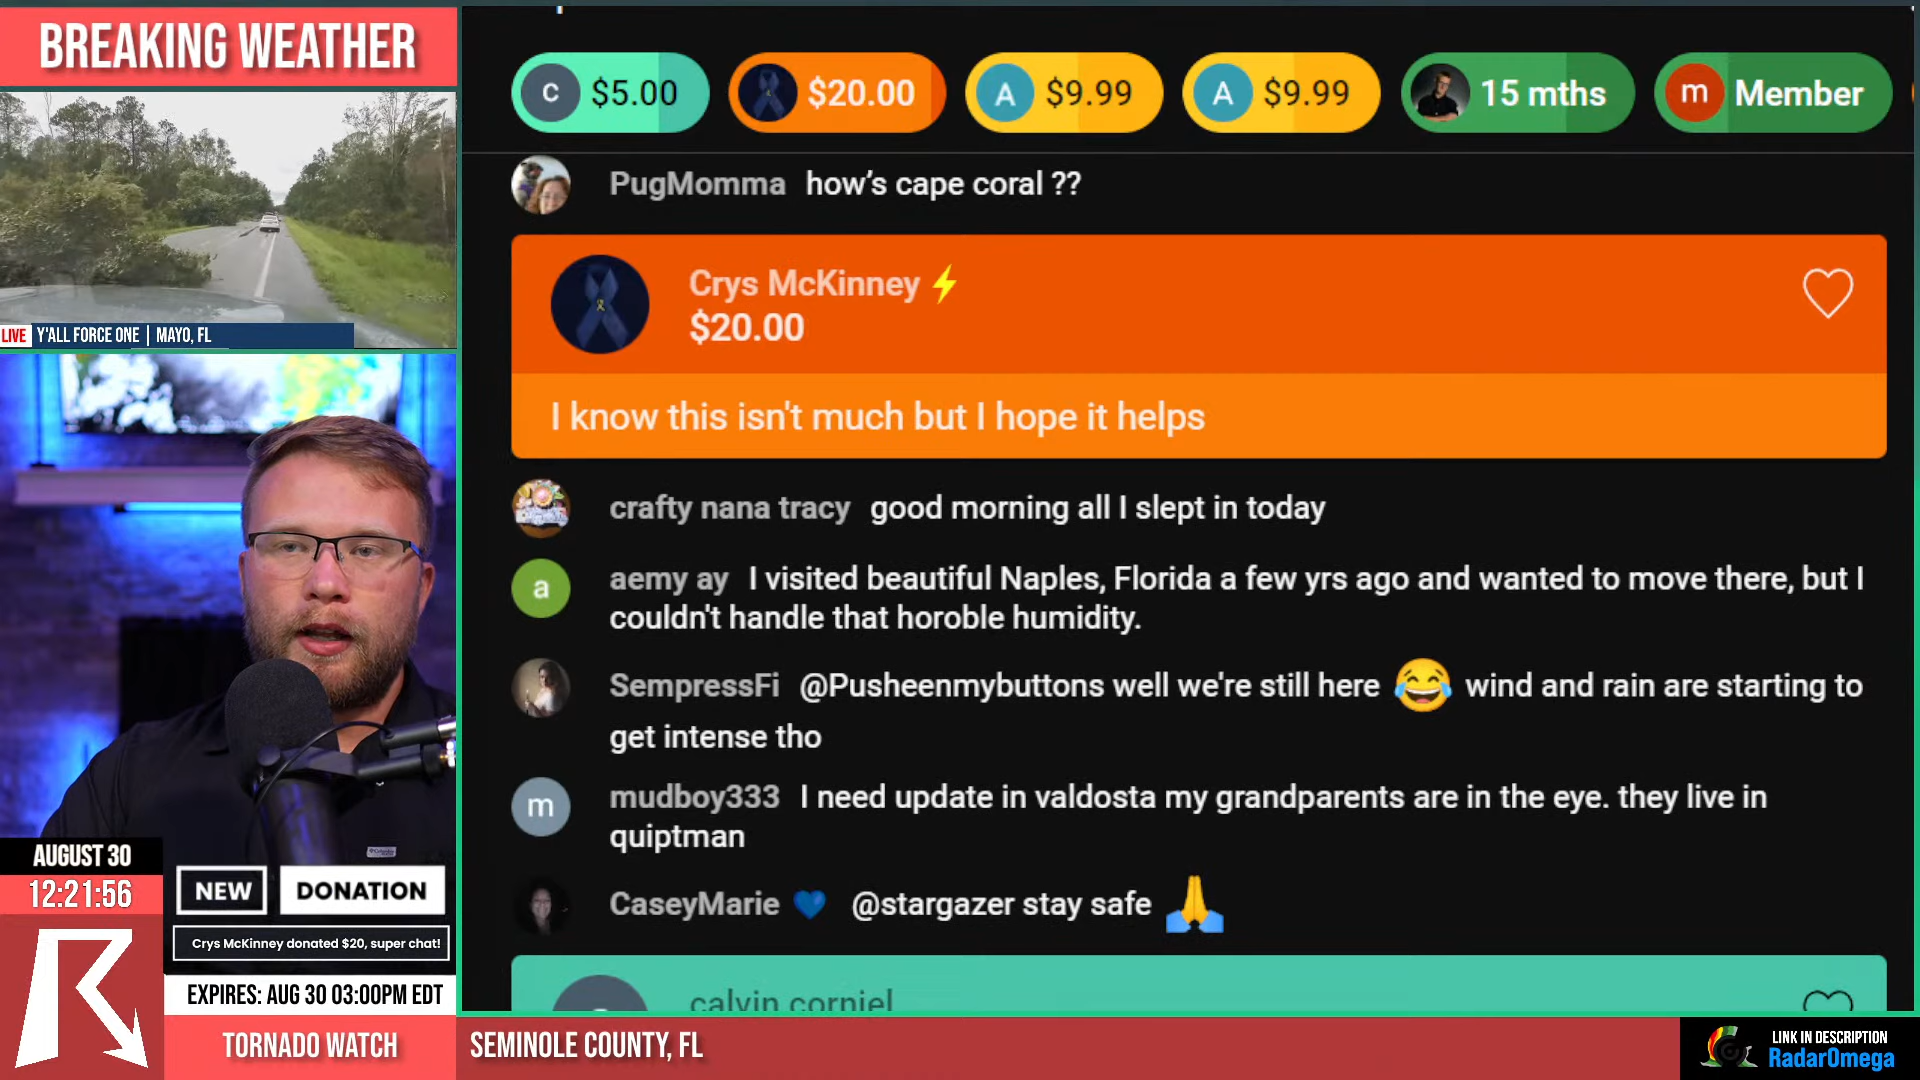 BREAKING WEATHER
LIVE Y'ALL FORCE ONE | MAYO, FL
C $5.00
$20.00
A $9.99
A $9.99
15 mths
m Member
PugMomma how's cape coral ??
Crys McKinney
$20.00
I know this isn't much but I hope it helps
crafty nana tracy good morning all I slept in today
a
aemy ay I visited beautiful Naples, Florida a few yrs ago and wanted to move there, but I
couldn't handle that horoble humidity.
SempressFi @Pusheenmybuttons well we're still here 😂 wind and rain are starting to
get intense tho
m
mudboy333 I need update in valdosta my grandparents are in the eye. they live in
quiptman
CaseyMarie 💙 @stargazer stay safe 🙏
calvin corniel
AUGUST 30
12:21:56
NEW DONATION
Crys McKinney donated $20, super chat!
EXPIRES: AUG 30 03:00PM EDT
TORNADO WATCH
SEMINOLE COUNTY, FL
LINK IN DESCRIPTION
RadarOmega